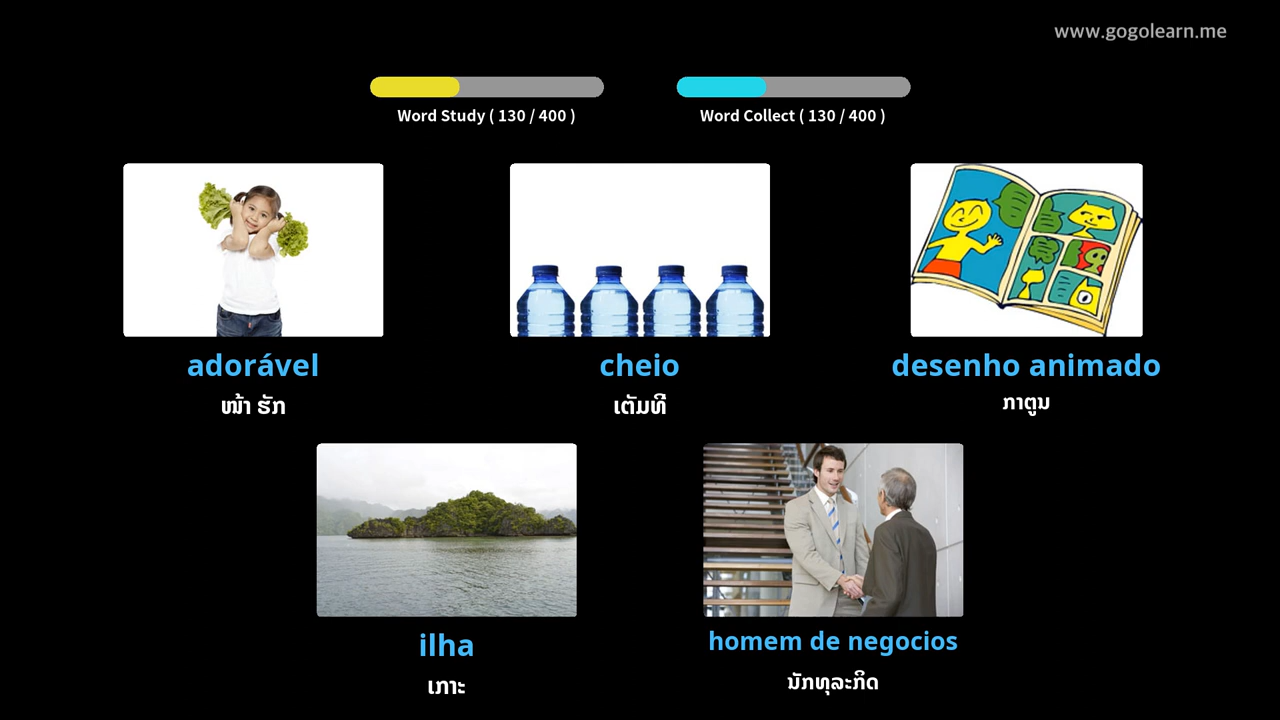 www.gogolearn.me
Word Study ( 130 / 400 )
Word Collect ( 130 / 400 )
adorável
ໜ້າ ຮັກ
cheio
ເຕັມທີ
desenho animado
ກາຕູນ
ilha
ເກາະ
homem de negocios
ນັກທຸລະກິດ